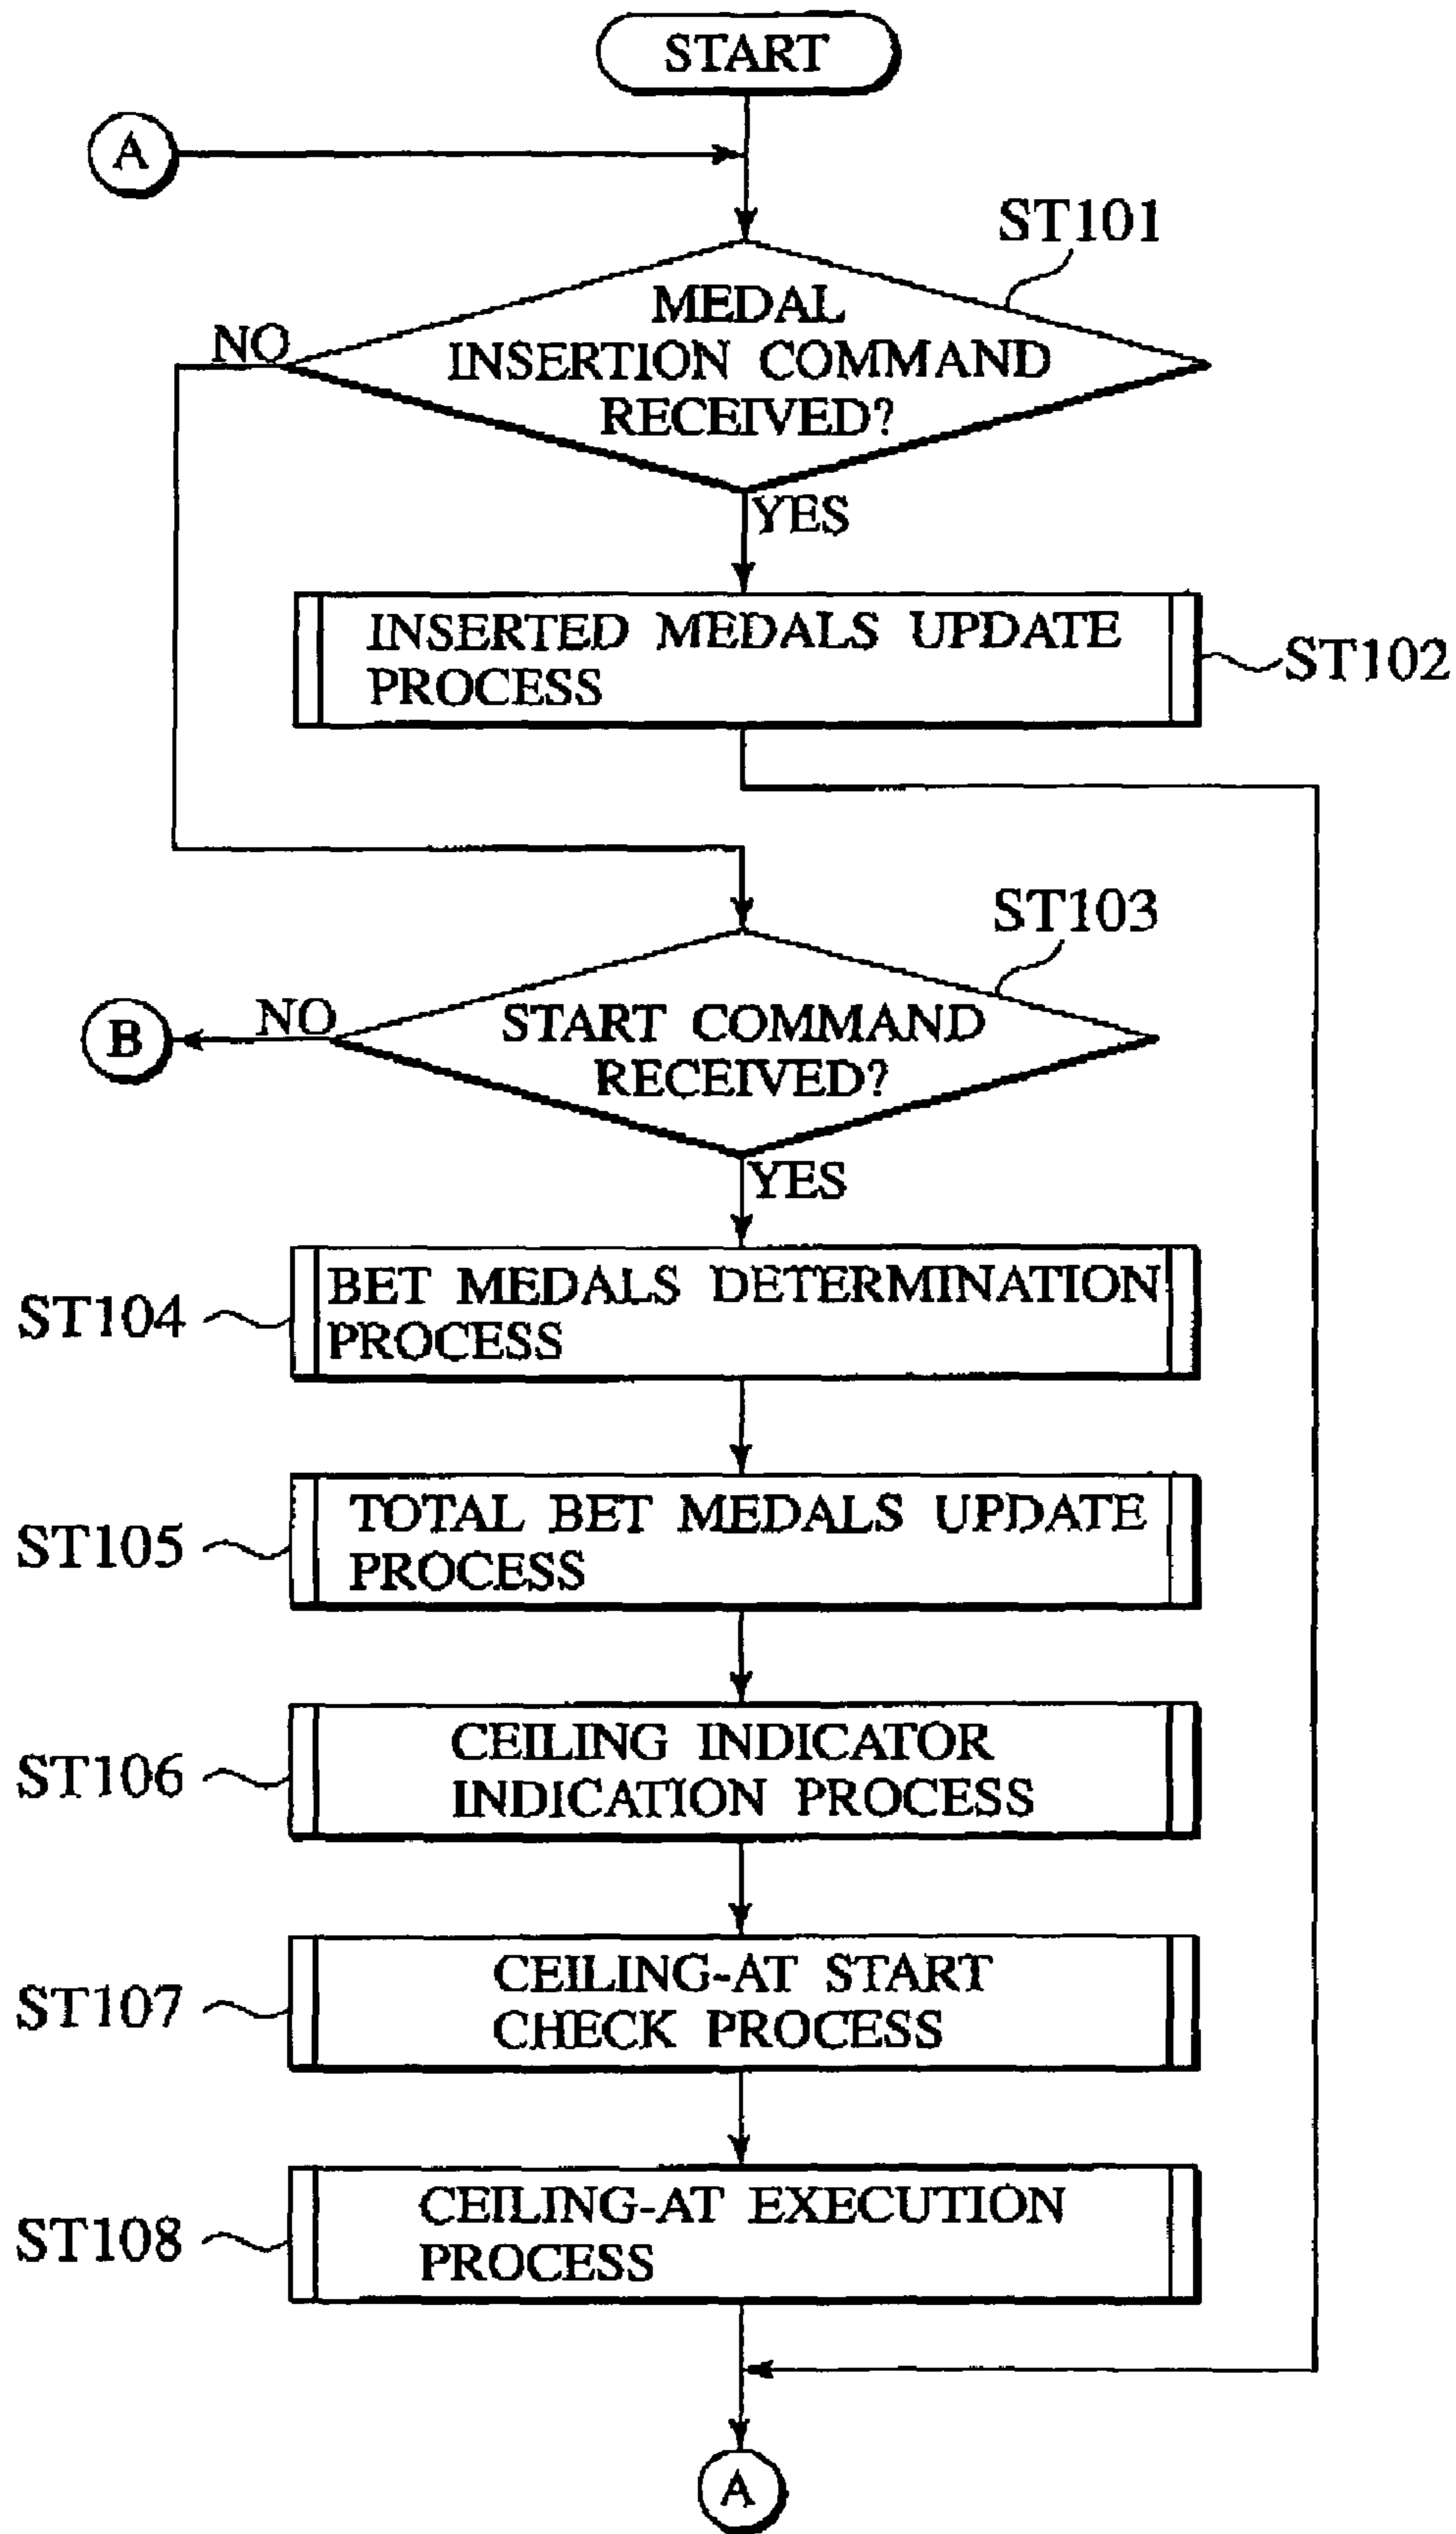 START
A
ST101
MEDAL
INSERTION COMMAND
RECEIVED?
NO
YES
INSERTED MEDALS UPDATE
PROCESS
ST102
ST103
START COMMAND
RECEIVED?
NO
B
YES
ST104
BET MEDALS DETERMINATION
PROCESS
ST105
TOTAL BET MEDALS UPDATE
PROCESS
ST106
CEILING INDICATOR
INDICATION PROCESS
ST107
CEILING-AT START
CHECK PROCESS
ST108
CEILING-AT EXECUTION
PROCESS
A